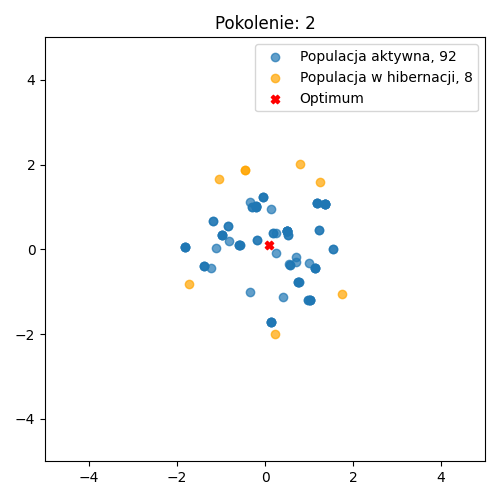 Pokolenie: 2
Populacja aktywna, 92
Populacja w hibernacji, 8
Optimum
4
2
0
−2
−4
−4 −2 0 2 4